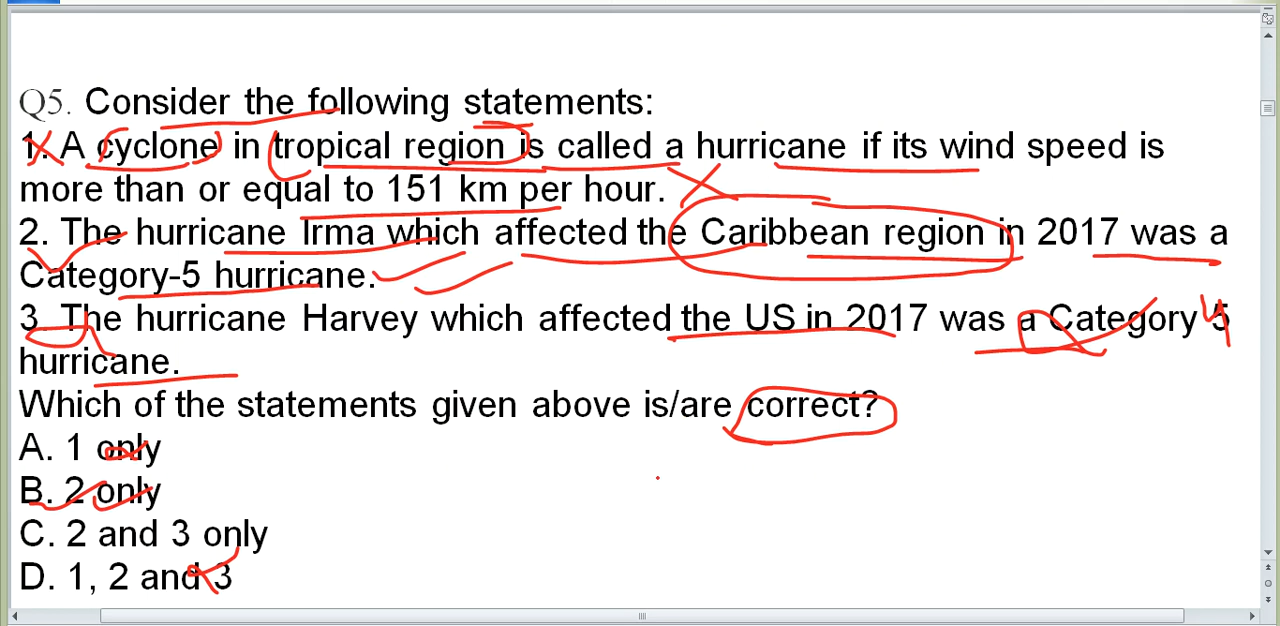 Q5. Consider the following statements:
1. A cyclone in tropical region is called a hurricane if its wind speed is
more than or equal to 151 km per hour.
2. The hurricane Irma which affected the Caribbean region in 2017 was a
Category-5 hurricane.
3. The hurricane Harvey which affected the US in 2017 was a Category 5 4
hurricane.
Which of the statements given above is/are correct?
A. 1 only
B. 2 only
C. 2 and 3 only
D. 1, 2 and 3